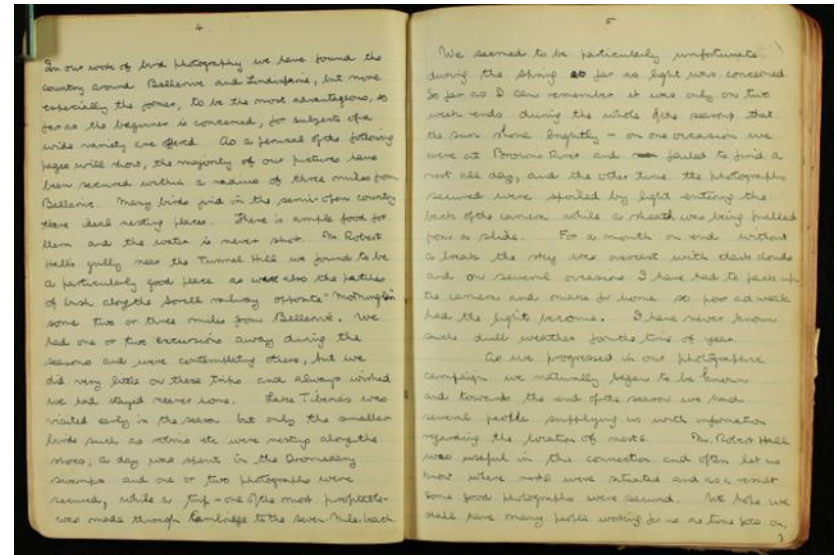 4
In our work of bird photography we have found the
country around Bellerive and Lindisfarne, but more
especially the former, to be the most advantageous, so
far as the beginner is concerned, for subjects of a
wide variety are offered. As a perusal of the following
pages will show, the majority of our pictures have
been secured within a radius of three miles from
Bellerive. Many birds find in the semi-open country
there ideal nesting places. There is ample food for
them and the water is never short. Mr. Robert
Hall's gully near the Tunnel Hill we found to be
a particularly good place as were also the patches
of bush along the Sorell railway opposite
some two or three miles from Bellerive. We
had one or two excursions away during the
season and were contemplating others, but we
did very little on these trips and always wished
we had stayed nearer home. Lake Tiberias was
visited early in the season but only the smaller
birds such as robins etc were nesting along the
shores, a day was spent in the Dromedary
swamps and one or two photographs were
secured, while a trip - one of the most profitable -
was made through Cambridge to the Seven Mile beach.
5
We seemed to be particularly unfortunate
during the spring as far as light was concerned.
So far as I can remember it was only on two
week ends during the whole of the season that
the sun shone brightly - on one occasion we
were at Browns River and failed to find a
nest all day, and the other time the photographs
secured were spoiled by light entering the
back of the camera while a sheath was being pulled
from a slide. For a month on end without
a break the sky was overcast with dark clouds
and on several occasions I have had to pack up
the camera and make for home so poor and weak
had the light become. I have never known
such dull weather for the time of year.
As we progressed in our photographic
campaign we naturally began to be known
and towards the end of the season we had
several people supplying us with information
regarding the location of nests. Mr. Robert Hall
was useful in this connection and often let us
know where nests were situated and as a result
some good photographs were secured. We hope we
shall have many people working for us as time goes on.